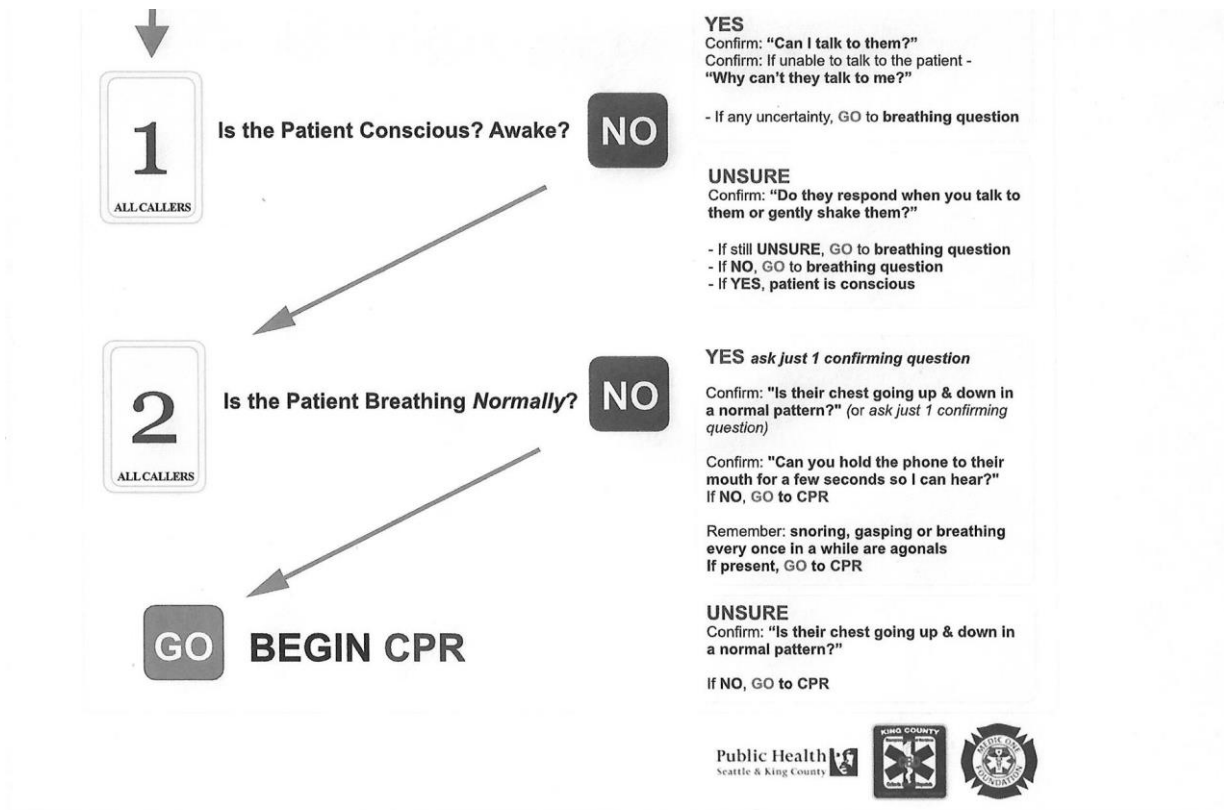 1
ALL CALLERS
Is the Patient Conscious? Awake?
NO
YES
Confirm: “Can I talk to them?”
Confirm: If unable to talk to the patient -
“Why can't they talk to me?”
- If any uncertainty, GO to breathing question
UNSURE
Confirm: “Do they respond when you talk to
them or gently shake them?”
- If still UNSURE, GO to breathing question
- If NO, GO to breathing question
- If YES, patient is conscious
2
ALL CALLERS
Is the Patient Breathing Normally?
NO
YES ask just 1 confirming question
Confirm: "Is their chest going up & down in
a normal pattern?" (or ask just 1 confirming
question)
Confirm: "Can you hold the phone to their
mouth for a few seconds so I can hear?"
If NO, GO to CPR
Remember: snoring, gasping or breathing
every once in a while are agonals
If present, GO to CPR
GO BEGIN CPR
UNSURE
Confirm: “Is their chest going up & down in
a normal pattern?”
If NO, GO to CPR
Public Health
Seattle & King County
KING COUNTY
MEDIC ONE
FOUNDATION